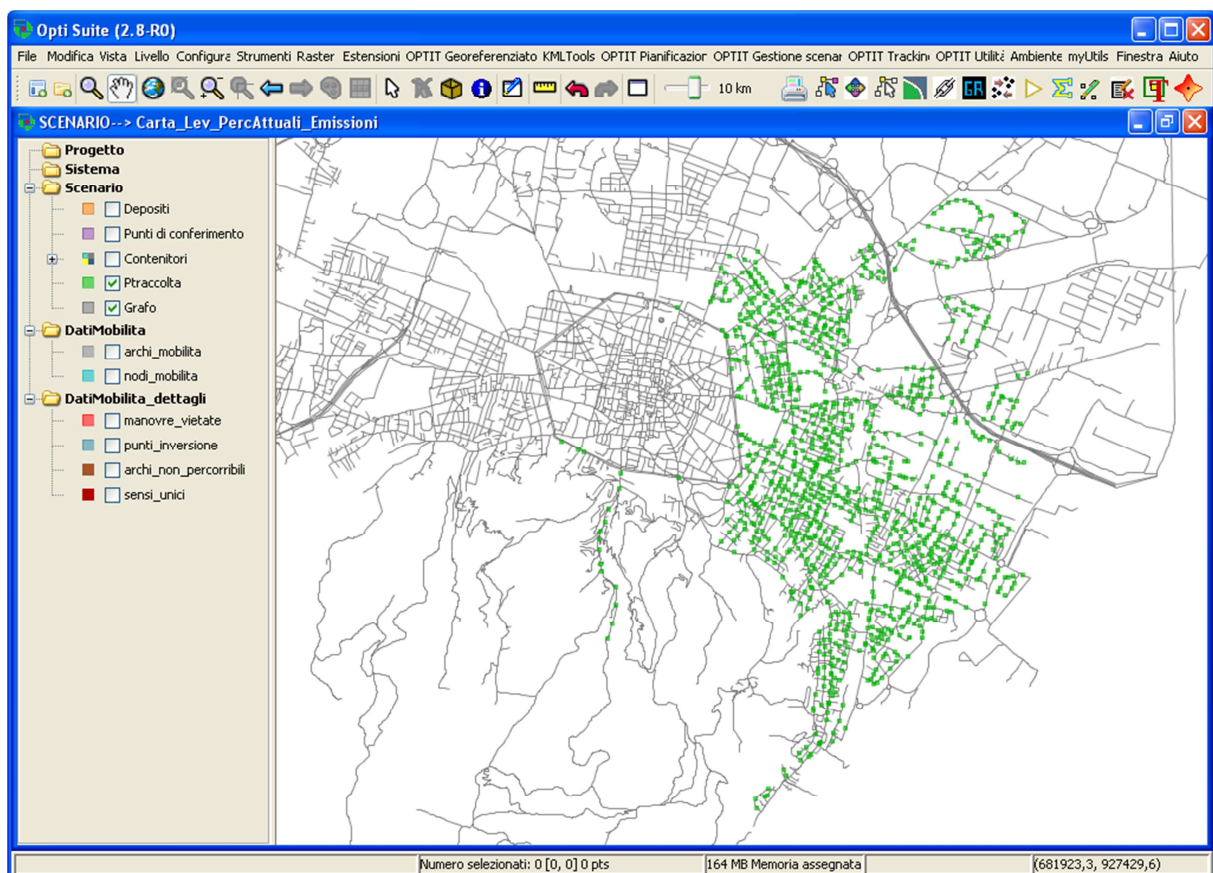 Opti Suite (2.8-R0)
File Modifica Vista Livello Configura Strumenti Raster Estensioni OPTIT Georeferenziato KMLTools OPTIT Pianificazior OPTIT Gestione scenar OPTIT Trackin OPTIT Utilità Ambiente myUtils Finestra Aiuto
10 km
GR
SCENARIO--> Carta_Lev_PercAttuali_Emissioni
Progetto
Sistema
Scenario
Depositi
Punti di conferimento
Contenitori
Ptraccolta
Grafo
DatiMobilita
archi_mobilita
nodi_mobilita
DatiMobilita_dettagli
manovre_vietate
punti_inversione
archi_non_percorribili
sensi_unici
Numero selezionati: 0 [0, 0] 0 pts 164 MB Memoria assegnata (681923,3, 927429,6)